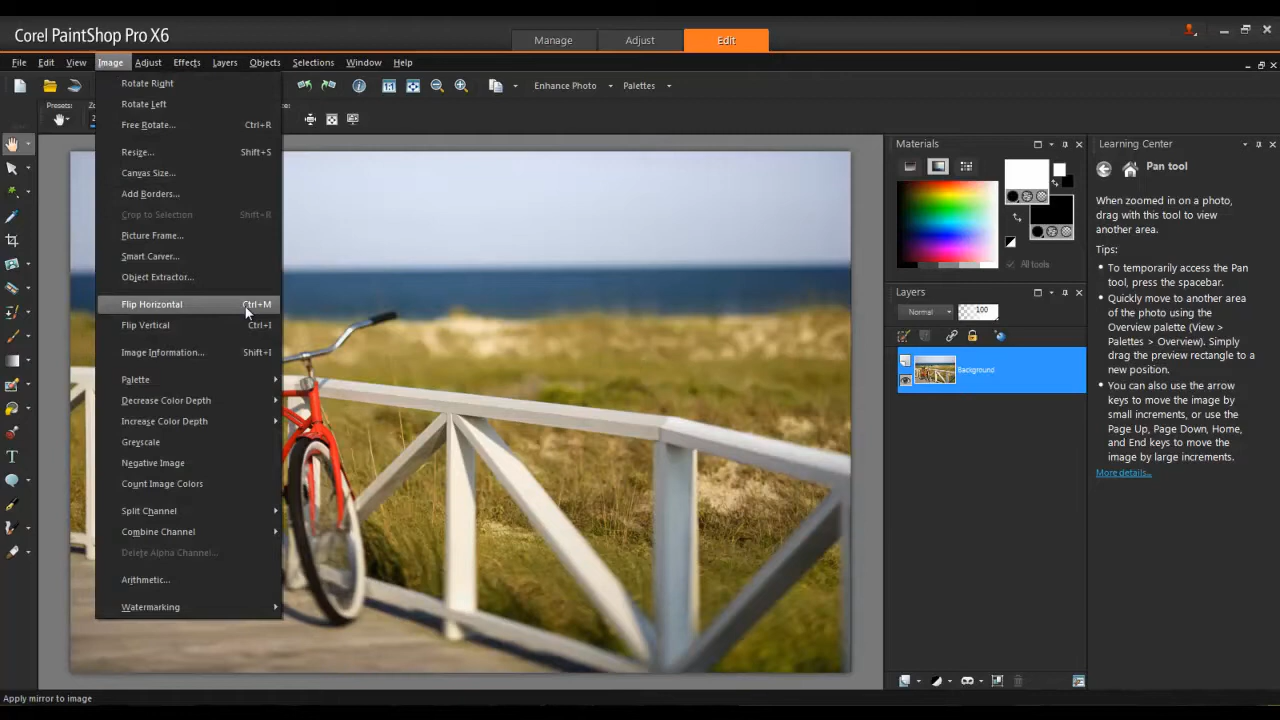 Corel PaintShop Pro X6
Manage
Adjust
Edit
File
Edit
View
Image
Adjust
Effects
Layers
Objects
Selections
Window
Help
Enhance Photo
Palettes
Presets:
Rotate Right
Rotate Left
Free Rotate... Ctrl+R
Resize... Shift+S
Canvas Size...
Add Borders...
Crop to Selection Shift+R
Picture Frame...
Smart Carver...
Object Extractor...
Flip Horizontal Ctrl+M
Flip Vertical Ctrl+I
Image Information... Shift+I
Palette
Decrease Color Depth
Increase Color Depth
Greyscale
Negative Image
Count Image Colors
Split Channel
Combine Channel
Delete Alpha Channel...
Arithmetic...
Watermarking
Materials
All tools
Layers
Normal
100
Background
Learning Center
Pan tool
When zoomed in on a photo,
drag with this tool to view
another area.
Tips:
• To temporarily access the Pan
tool, press the spacebar.
• Quickly move to another area
of the photo using the
Overview palette (View >
Palettes > Overview). Simply
drag the preview rectangle to a
new position.
• You can also use the arrow
keys to move the image by
small increments, or use the
Page Up, Page Down, Home,
and End keys to move the
image by large increments.
More details...
Apply mirror to image